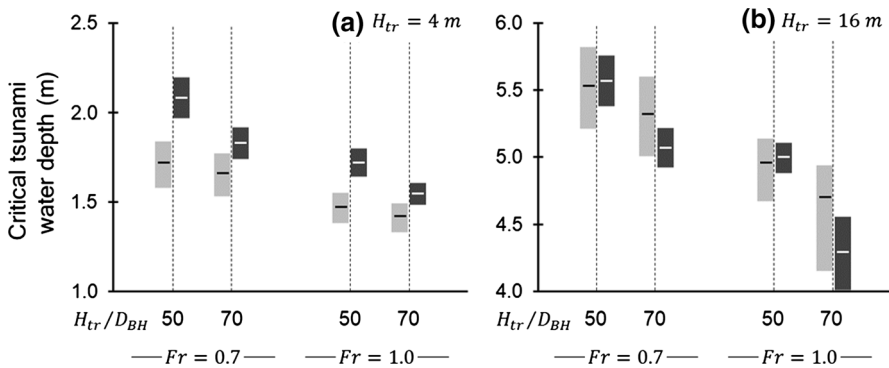 Critical tsunami
water depth (m)
(a) H_tr = 4 m
2.5
2.0
1.5
1.0
H_tr/D_BH 50 70 50 70
Fr = 0.7 Fr = 1.0
(b) H_tr = 16 m
6.0
5.5
5.0
4.5
4.0
H_tr/D_BH 50 70 50 70
Fr = 0.7 Fr = 1.0